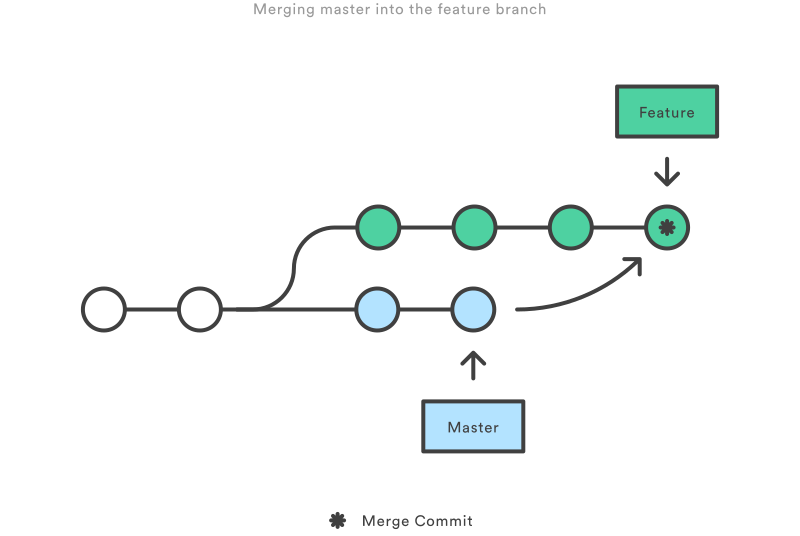 Merging master into the feature branch
Feature
Master
Merge Commit